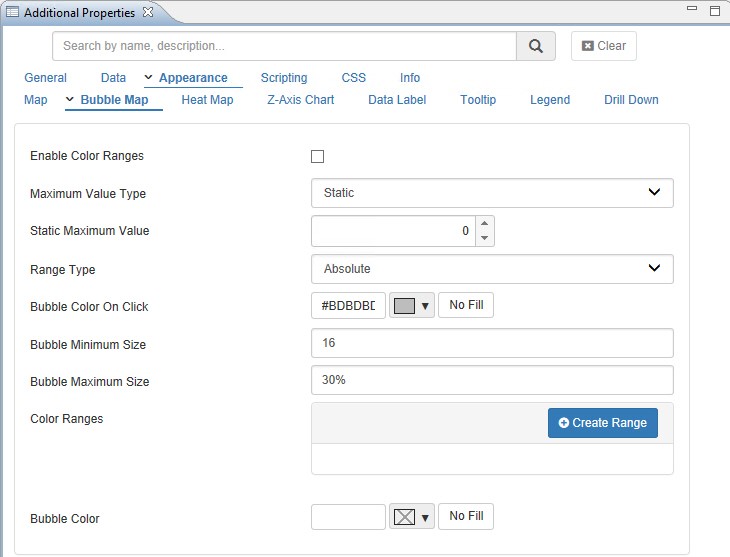 Additional Properties
Search by name, description...
Clear
General Data Appearance Scripting CSS Info
Map Bubble Map Heat Map Z-Axis Chart Data Label Tooltip Legend Drill Down
Enable Color Ranges
Maximum Value Type Static
Static Maximum Value 0
Range Type Absolute
Bubble Color On Click #BDBDBD No Fill
Bubble Minimum Size 16
Bubble Maximum Size 30%
Color Ranges Create Range
Bubble Color No Fill